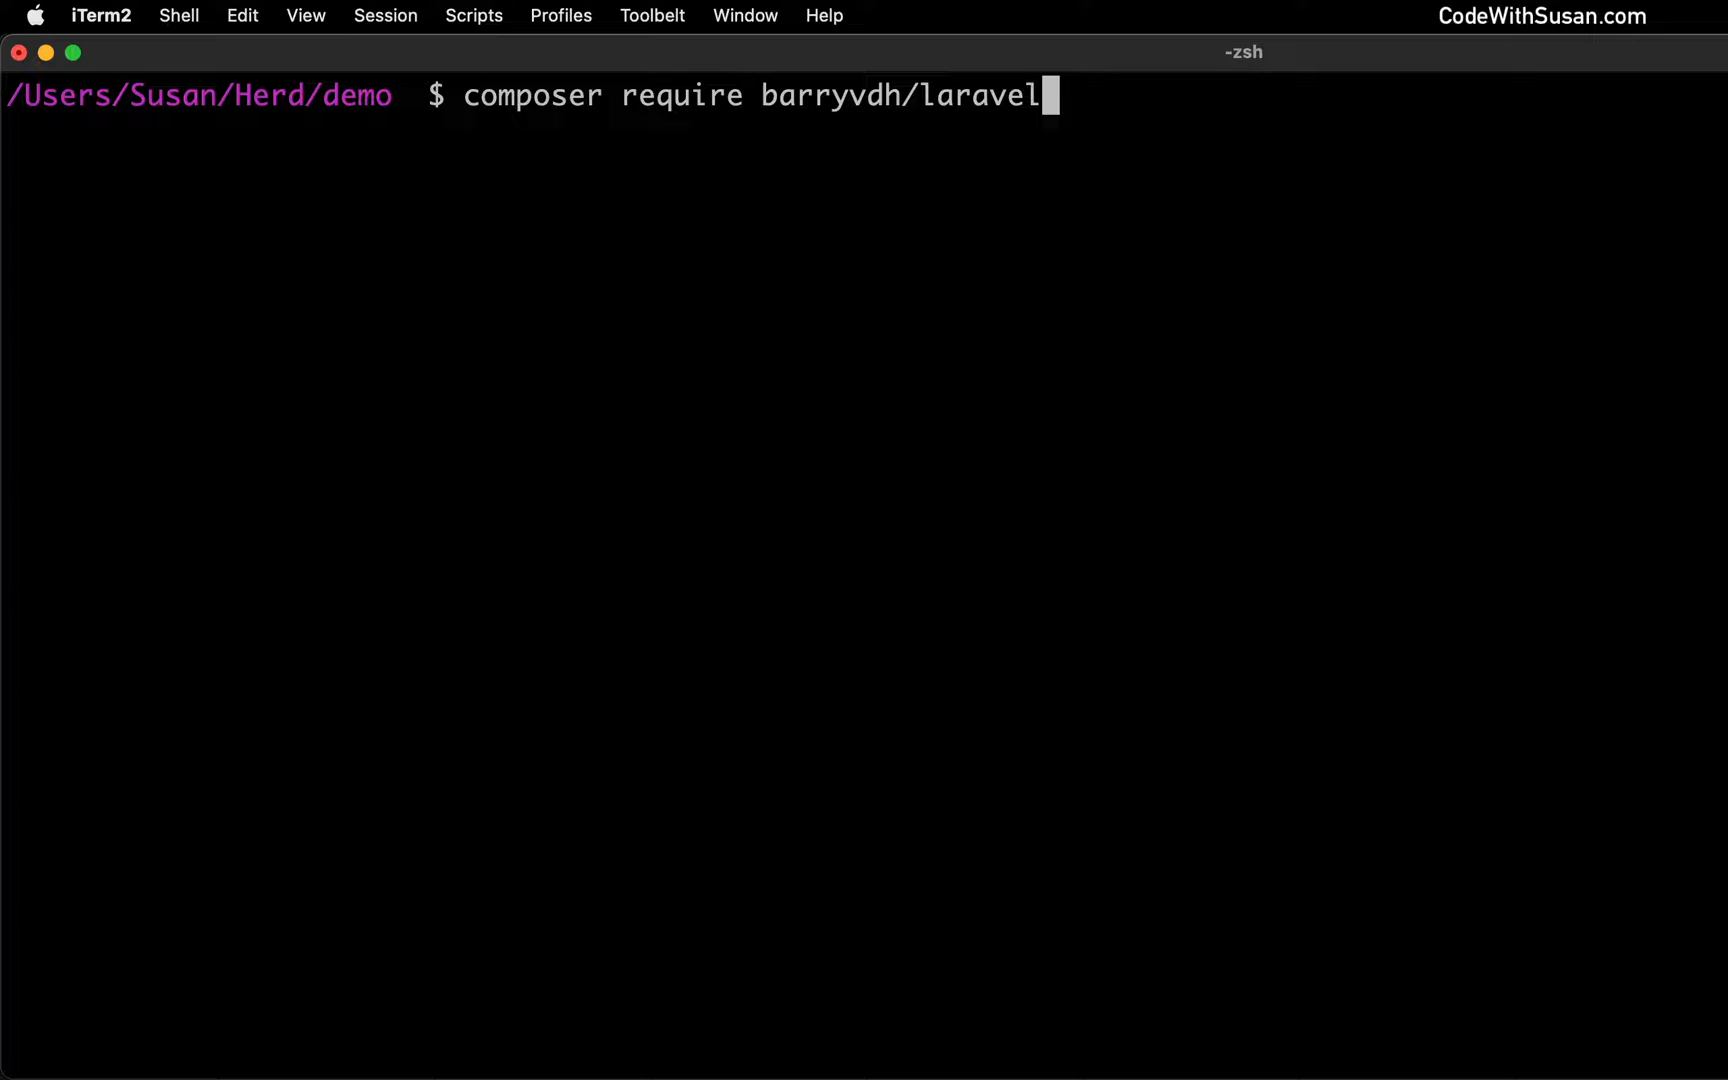 iTerm2 Shell Edit View Session Scripts Profiles Toolbelt Window Help CodeWithSusan.com
-zsh
/Users/Susan/Herd/demo $ composer require barryvdh/laravel